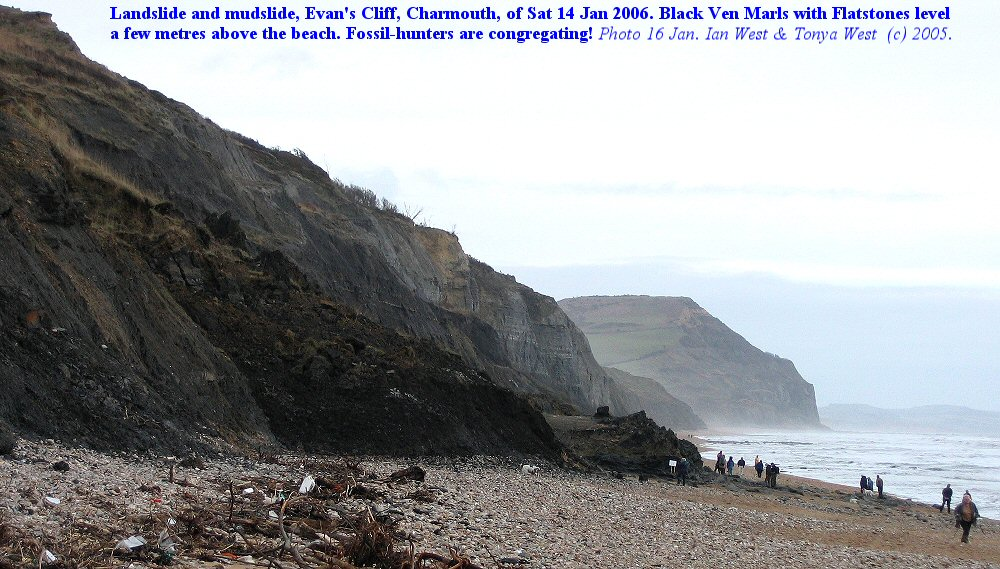 Landslide and mudslide, Evan's Cliff, Charmouth, of Sat 14 Jan 2006. Black Ven Marls with Flatstones level
a few metres above the beach. Fossil-hunters are congregating! Photo 16 Jan. Ian West & Tonya West (c) 2005.